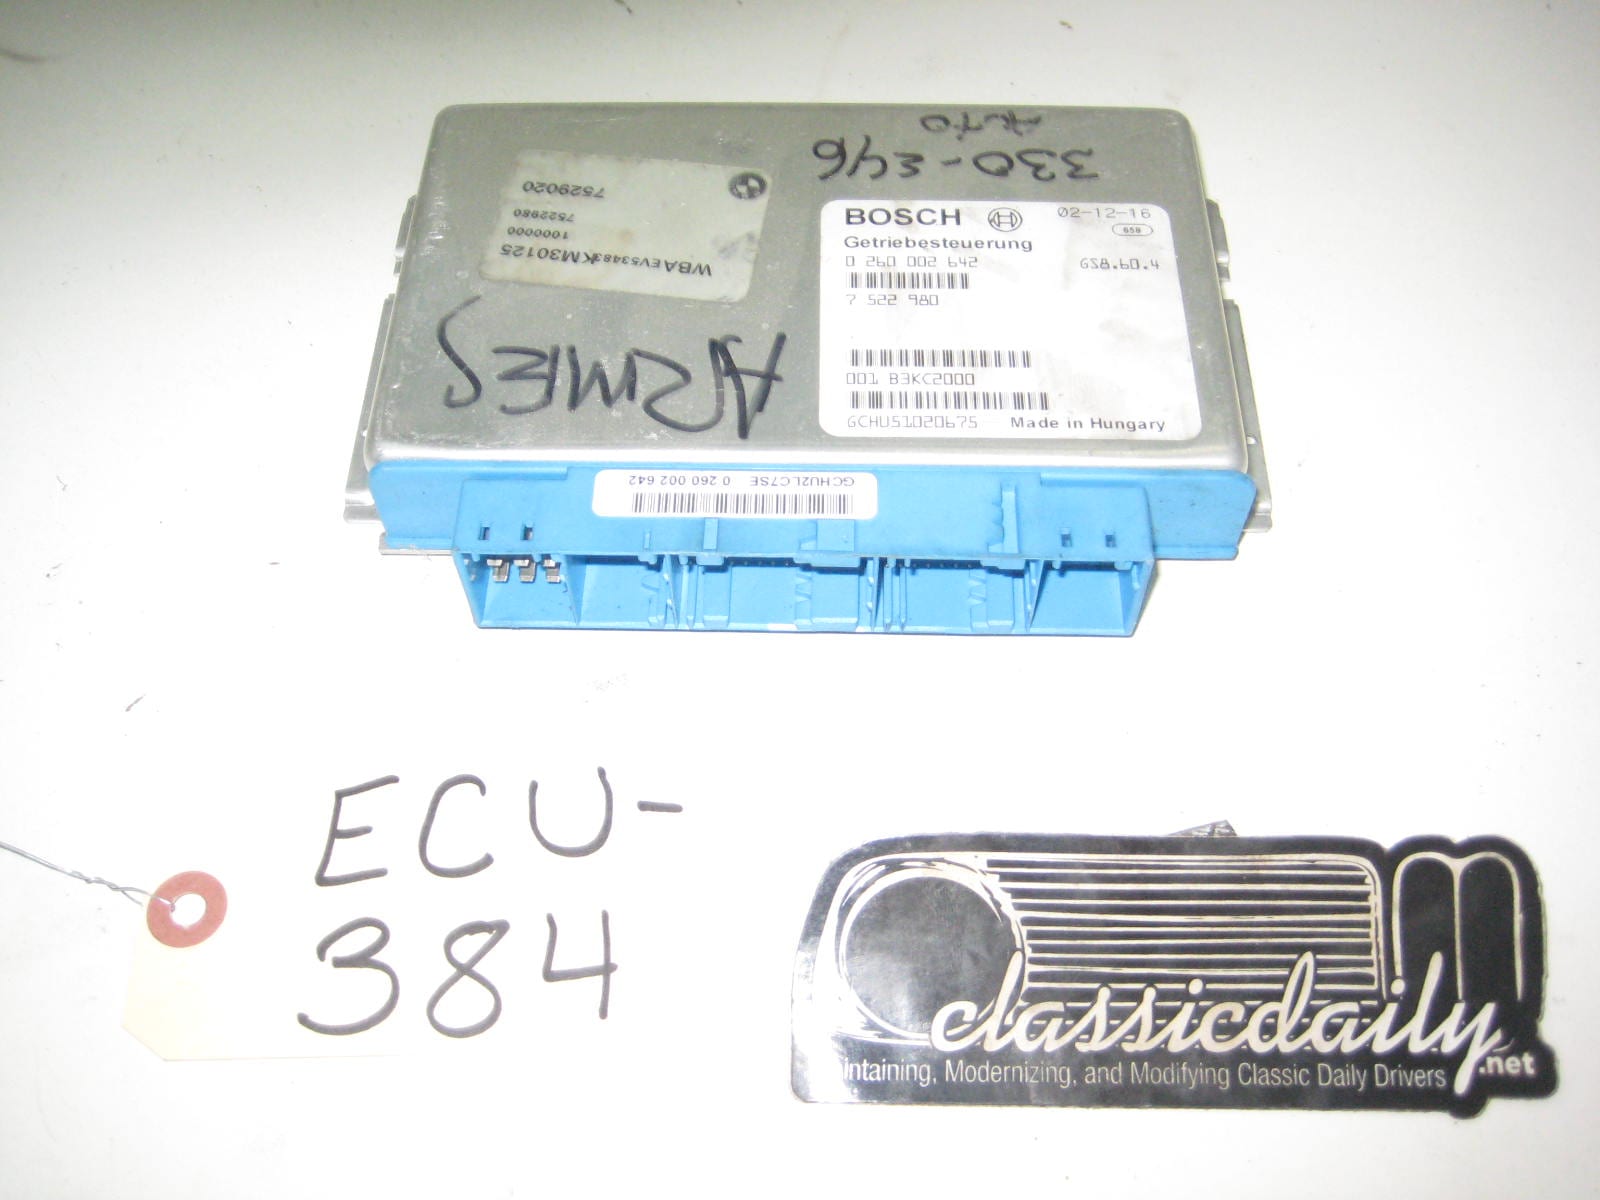 AUTO
330-E46
7529020
7522980
1000000
WBAEV53483KM30125
ARMES
BOSCH
02-12-16
658
Getriebesteuerung
0 260 002 642
GS8.60.4
7 522 980
001 B3KC2000
GCHU51020675
Made in Hungary
GCHU2LC7SE 0 260 002 642
ECU-
384
classicdaily.net
intaining, Modernizing, and Modifying Classic Daily Drivers